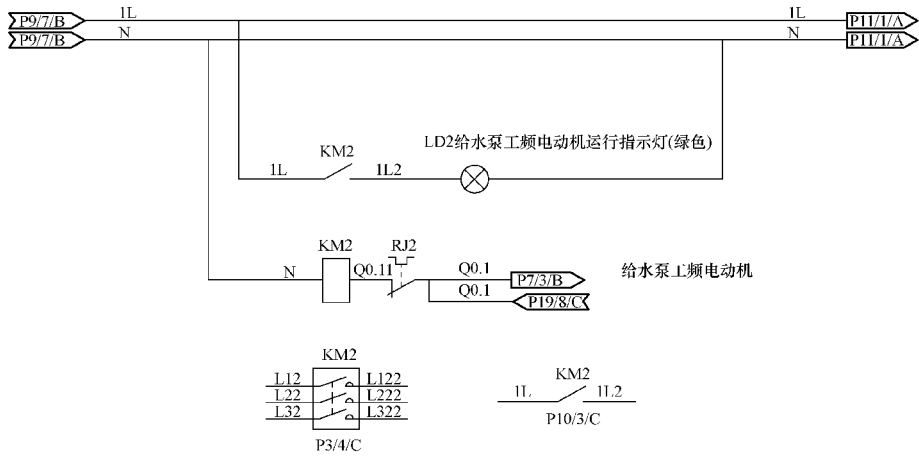 P9/7/B 1L 1L P11/1/A
P9/7/B N N P11/1/A
LD2给水泵工频电动机运行指示灯(绿色)
KM2
1L 1L2
KM2 RJ2
N Q0.11 Q0.1 P7/3/B 给水泵工频电动机
Q0.1 P19/8/C
KM2 KM2
L12 L122 1L 1L2
L22 L222
L32 L322 P10/3/C
P3/4/C